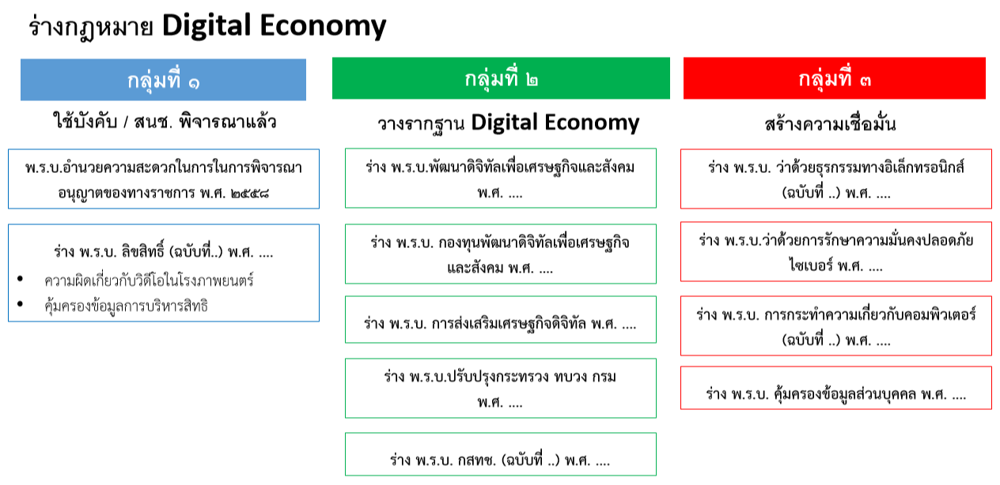 ร่างกฎหมาย Digital Economy
กลุ่มที่ ๑
ใช้บังคับ / สนช. พิจารณาแล้ว
พ.ร.บ.อำนวยความสะดวกในการในการพิจารณา
อนุญาตของทางราชการ พ.ศ. ๒๕๕๘
ร่าง พ.ร.บ. ลิขสิทธิ์ (ฉบับที่..) พ.ศ. ....
• ความผิดเกี่ยวกับวิดีโอในโรงภาพยนตร์
• คุ้มครองข้อมูลการบริหารสิทธิ
กลุ่มที่ ๒
วางรากฐาน Digital Economy
ร่าง พ.ร.บ.พัฒนาดิจิทัลเพื่อเศรษฐกิจและสังคม
พ.ศ. ....
ร่าง พ.ร.บ. กองทุนพัฒนาดิจิทัลเพื่อเศรษฐกิจ
และสังคม พ.ศ. ....
ร่าง พ.ร.บ. การส่งเสริมเศรษฐกิจดิจิทัล พ.ศ. ....
ร่าง พ.ร.บ.ปรับปรุงกระทรวง ทบวง กรม
พ.ศ. ....
ร่าง พ.ร.บ. กสทช. (ฉบับที่ ..) พ.ศ. ....
กลุ่มที่ ๓
สร้างความเชื่อมั่น
ร่าง พ.ร.บ. ว่าด้วยธุรกรรมทางอิเล็กทรอนิกส์
(ฉบับที่ ..) พ.ศ. ....
ร่าง พ.ร.บ.ว่าด้วยการรักษาความมั่นคงปลอดภัย
ไซเบอร์ พ.ศ. ....
ร่าง พ.ร.บ. การกระทำความเกี่ยวกับคอมพิวเตอร์
(ฉบับที่ ..) พ.ศ. ....
ร่าง พ.ร.บ. คุ้มครองข้อมูลส่วนบุคคล พ.ศ. ....